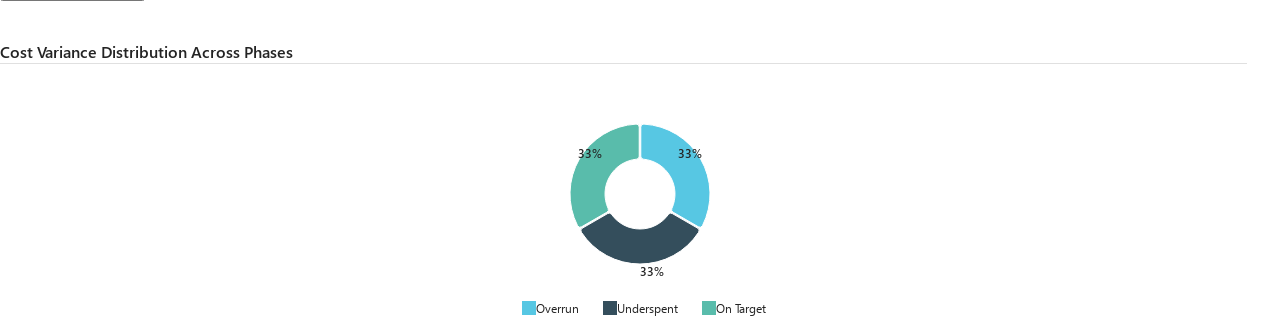 Cost Variance Distribution Across Phases
33%
33%
33%
Overrun
Underspent
On Target